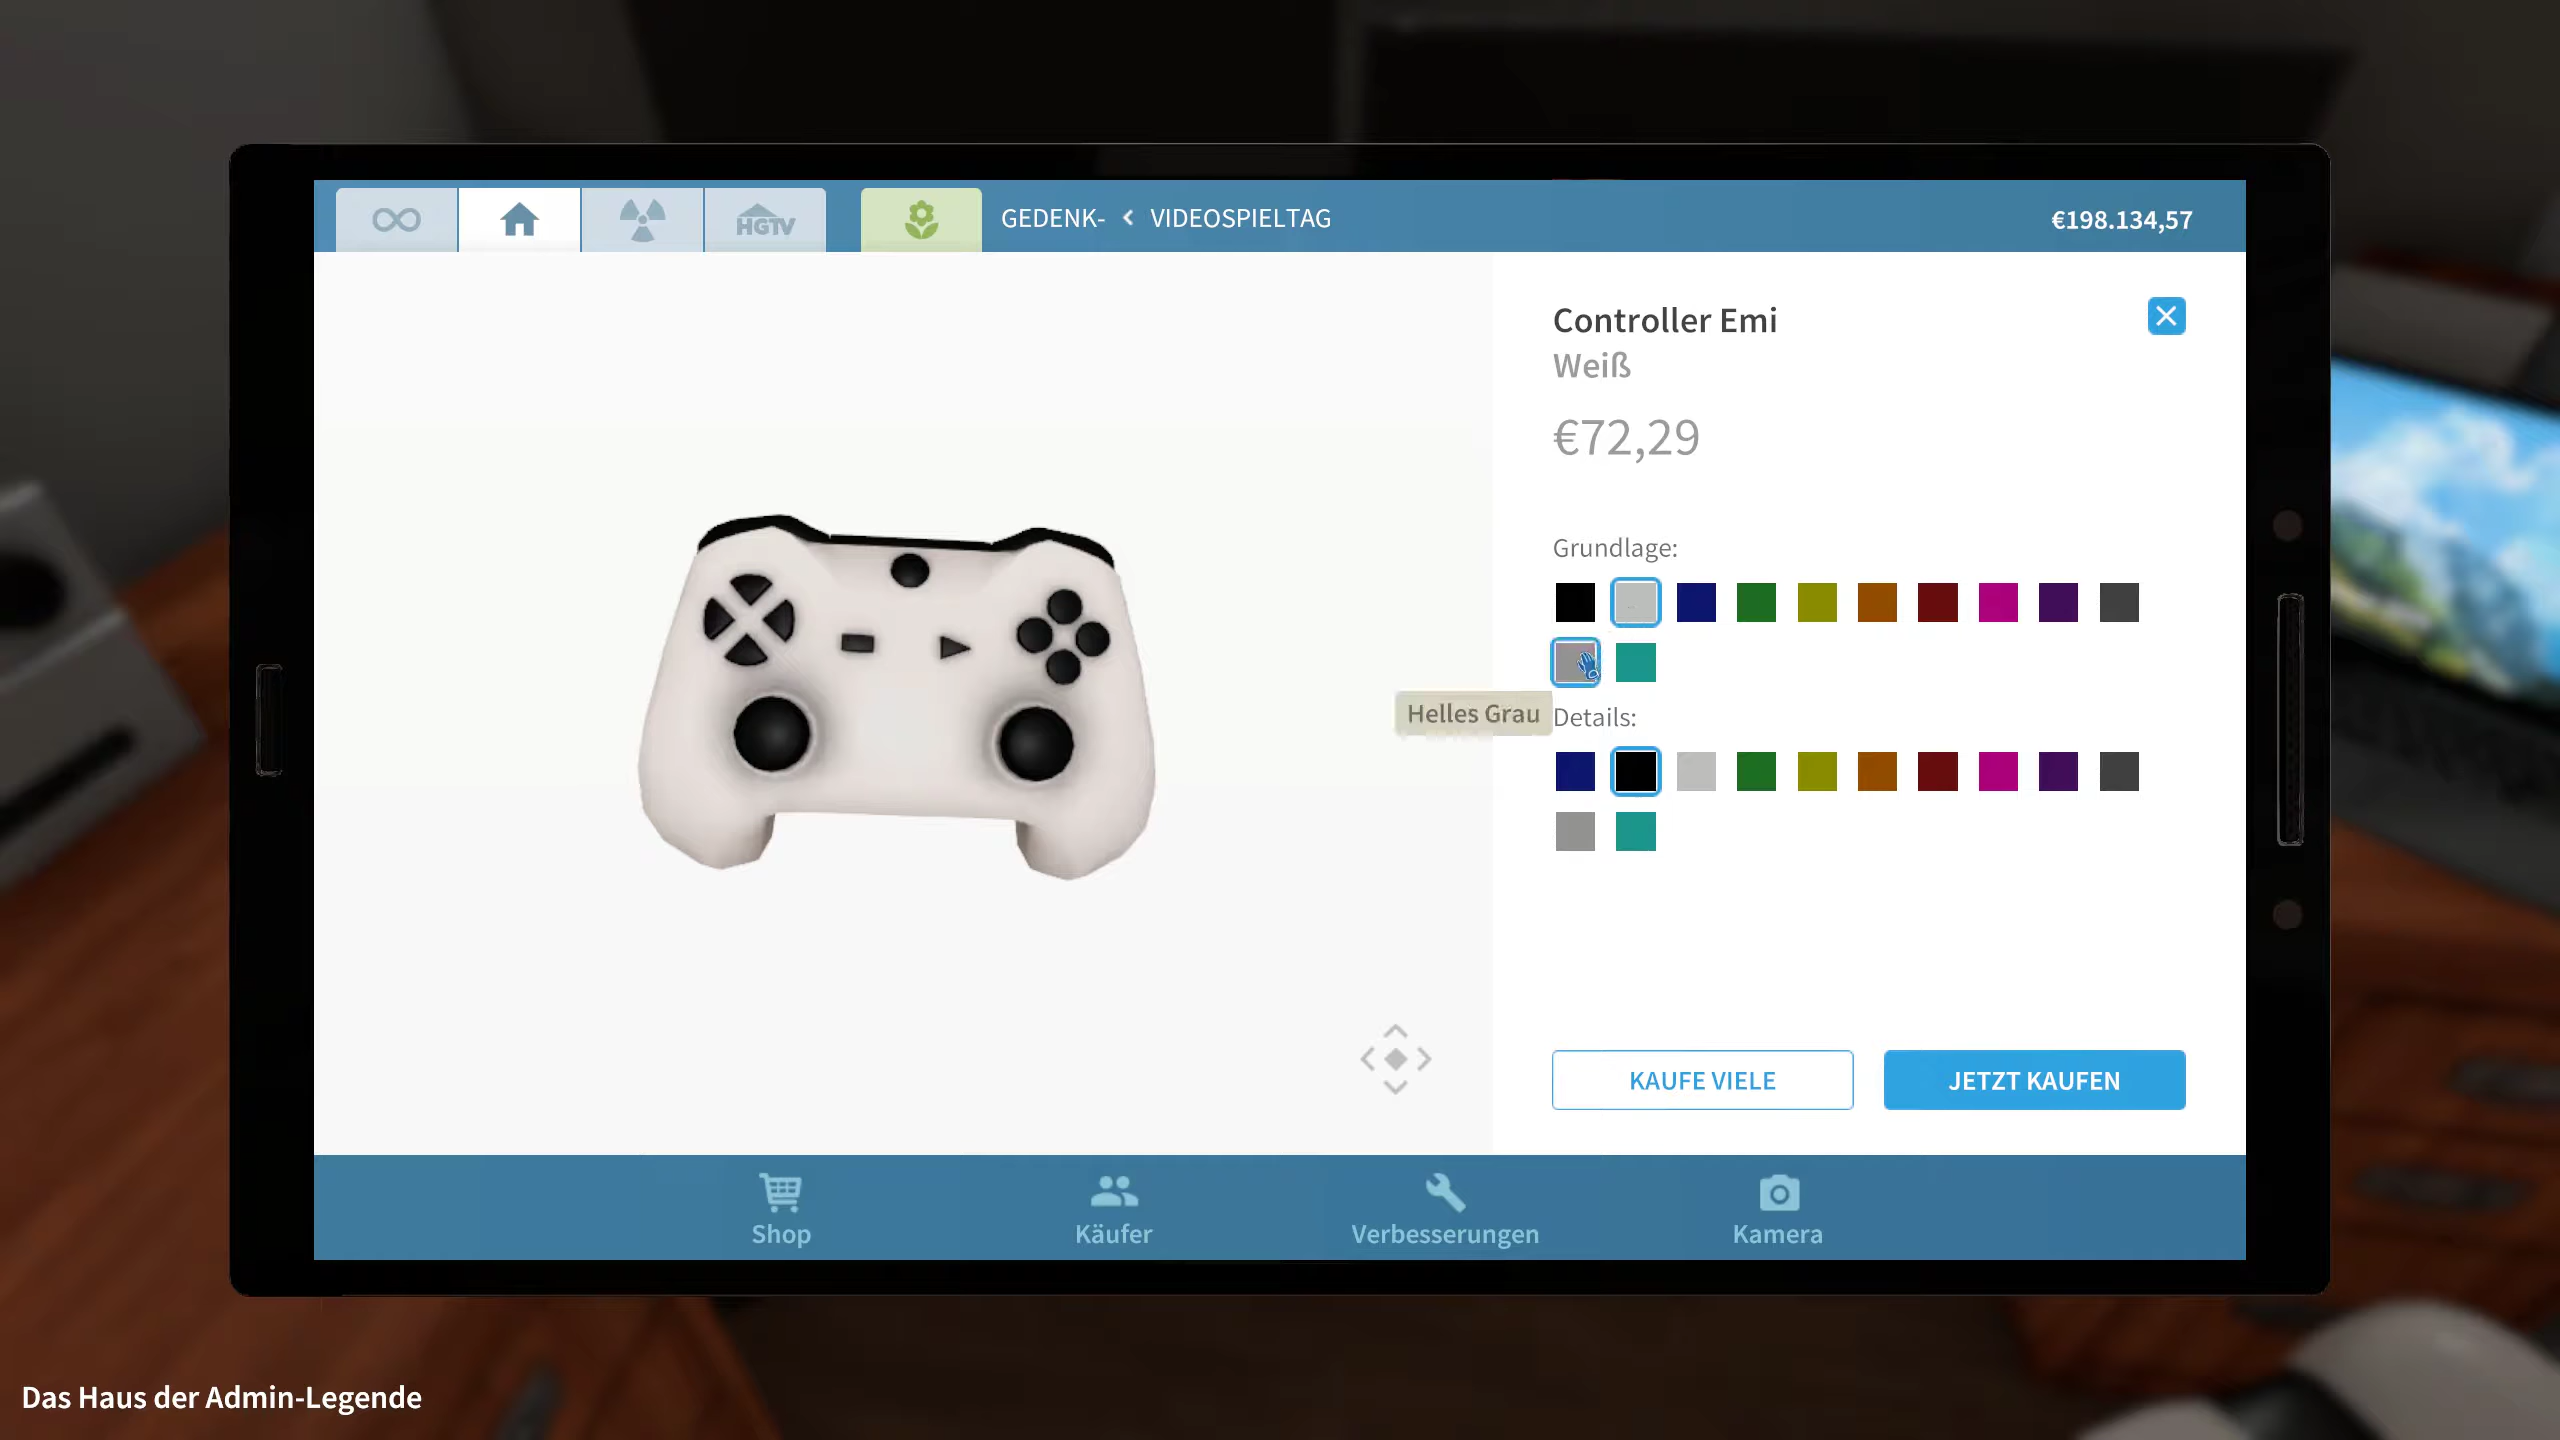 HGTV
GEDENK- < VIDEOSPIELTAG
€198.134,57
Controller Emi
Weiß
€72,29
Grundlage:
Helles Grau
Details:
KAUFE VIELE
JETZT KAUFEN
Shop
Käufer
Verbesserungen
Kamera
Das Haus der Admin-Legende